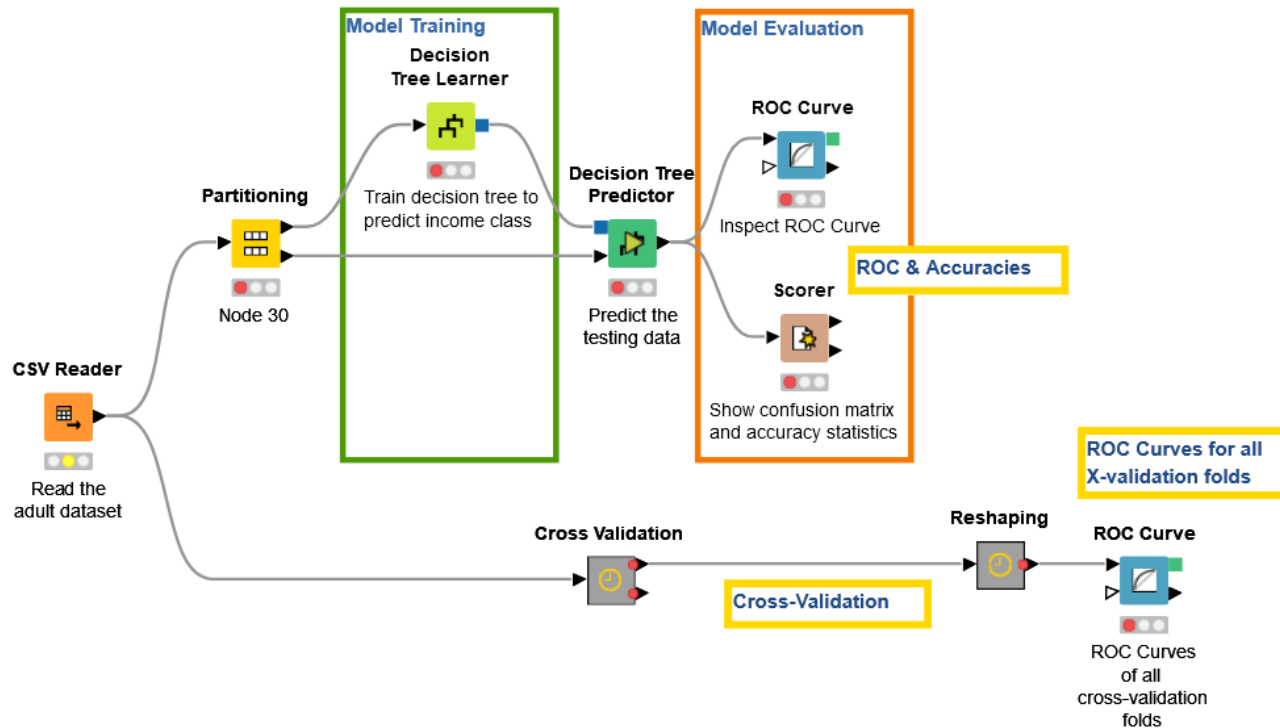 Model Training
Decision
Tree Learner
Train decision tree to
predict income class
Model Evaluation
ROC Curve
Inspect ROC Curve
Partitioning
Node 30
Decision Tree
Predictor
Predict the
testing data
ROC & Accuracies
Scorer
Show confusion matrix
and accuracy statistics
CSV Reader
Read the
adult dataset
Cross Validation
Cross-Validation
Reshaping
ROC Curves for all
X-validation folds
ROC Curve
ROC Curves
of all
cross-validation
folds